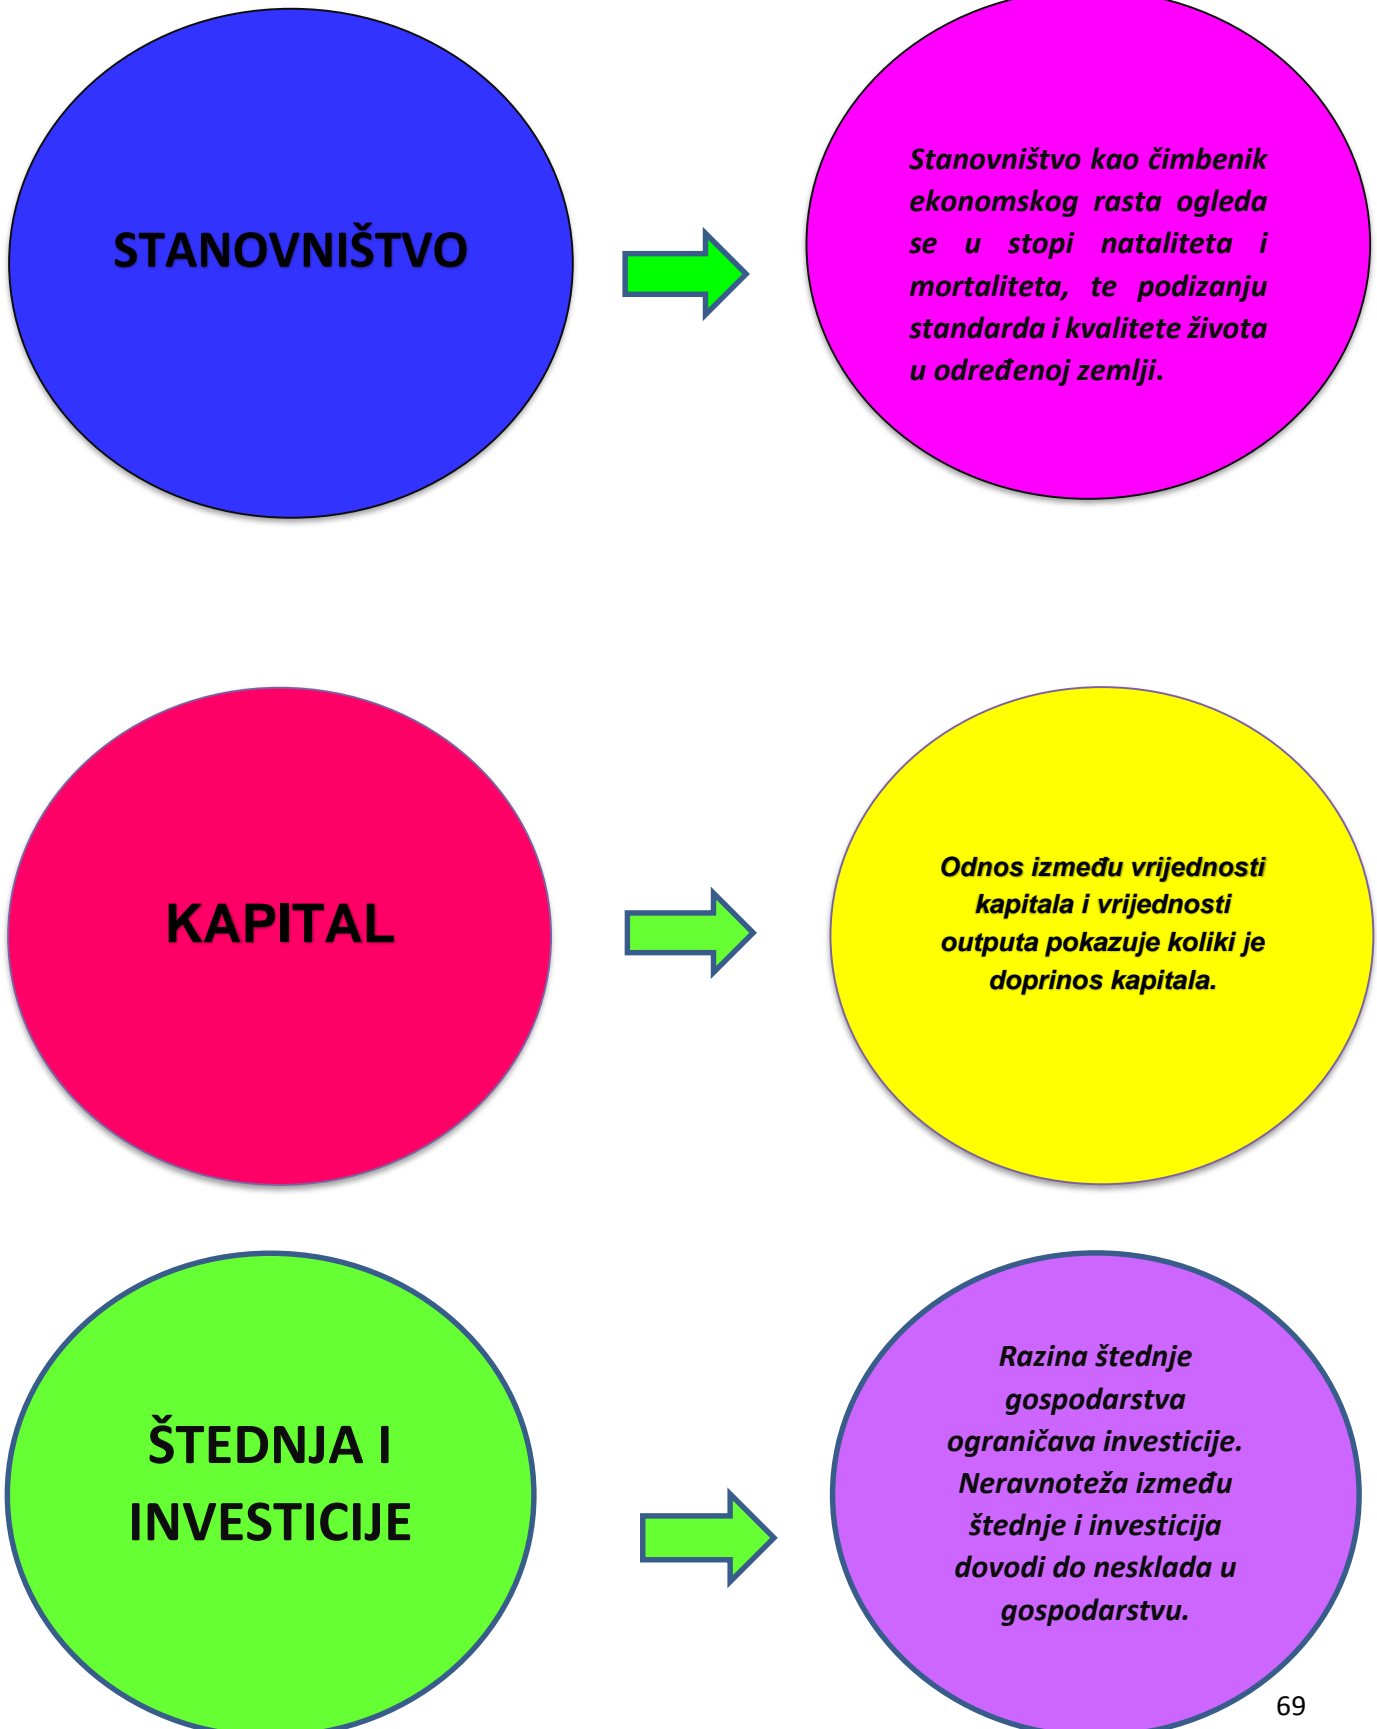 STANOVNIŠTVO
Stanovništvo kao čimbenik
ekonomskog rasta ogleda
se u stopi nataliteta i
mortaliteta, te podizanju
standarda i kvalitete života
u određenoj zemlji.
KAPITAL
Odnos između vrijednosti
kapitala i vrijednosti
outputa pokazuje koliki je
doprinos kapitala.
ŠTEDNJA I
INVESTICIJE
Razina štednje
gospodarstva
ograničava investicije.
Neravnoteža između
štednje i investicija
dovodi do nesklada u
gospodarstvu.
69